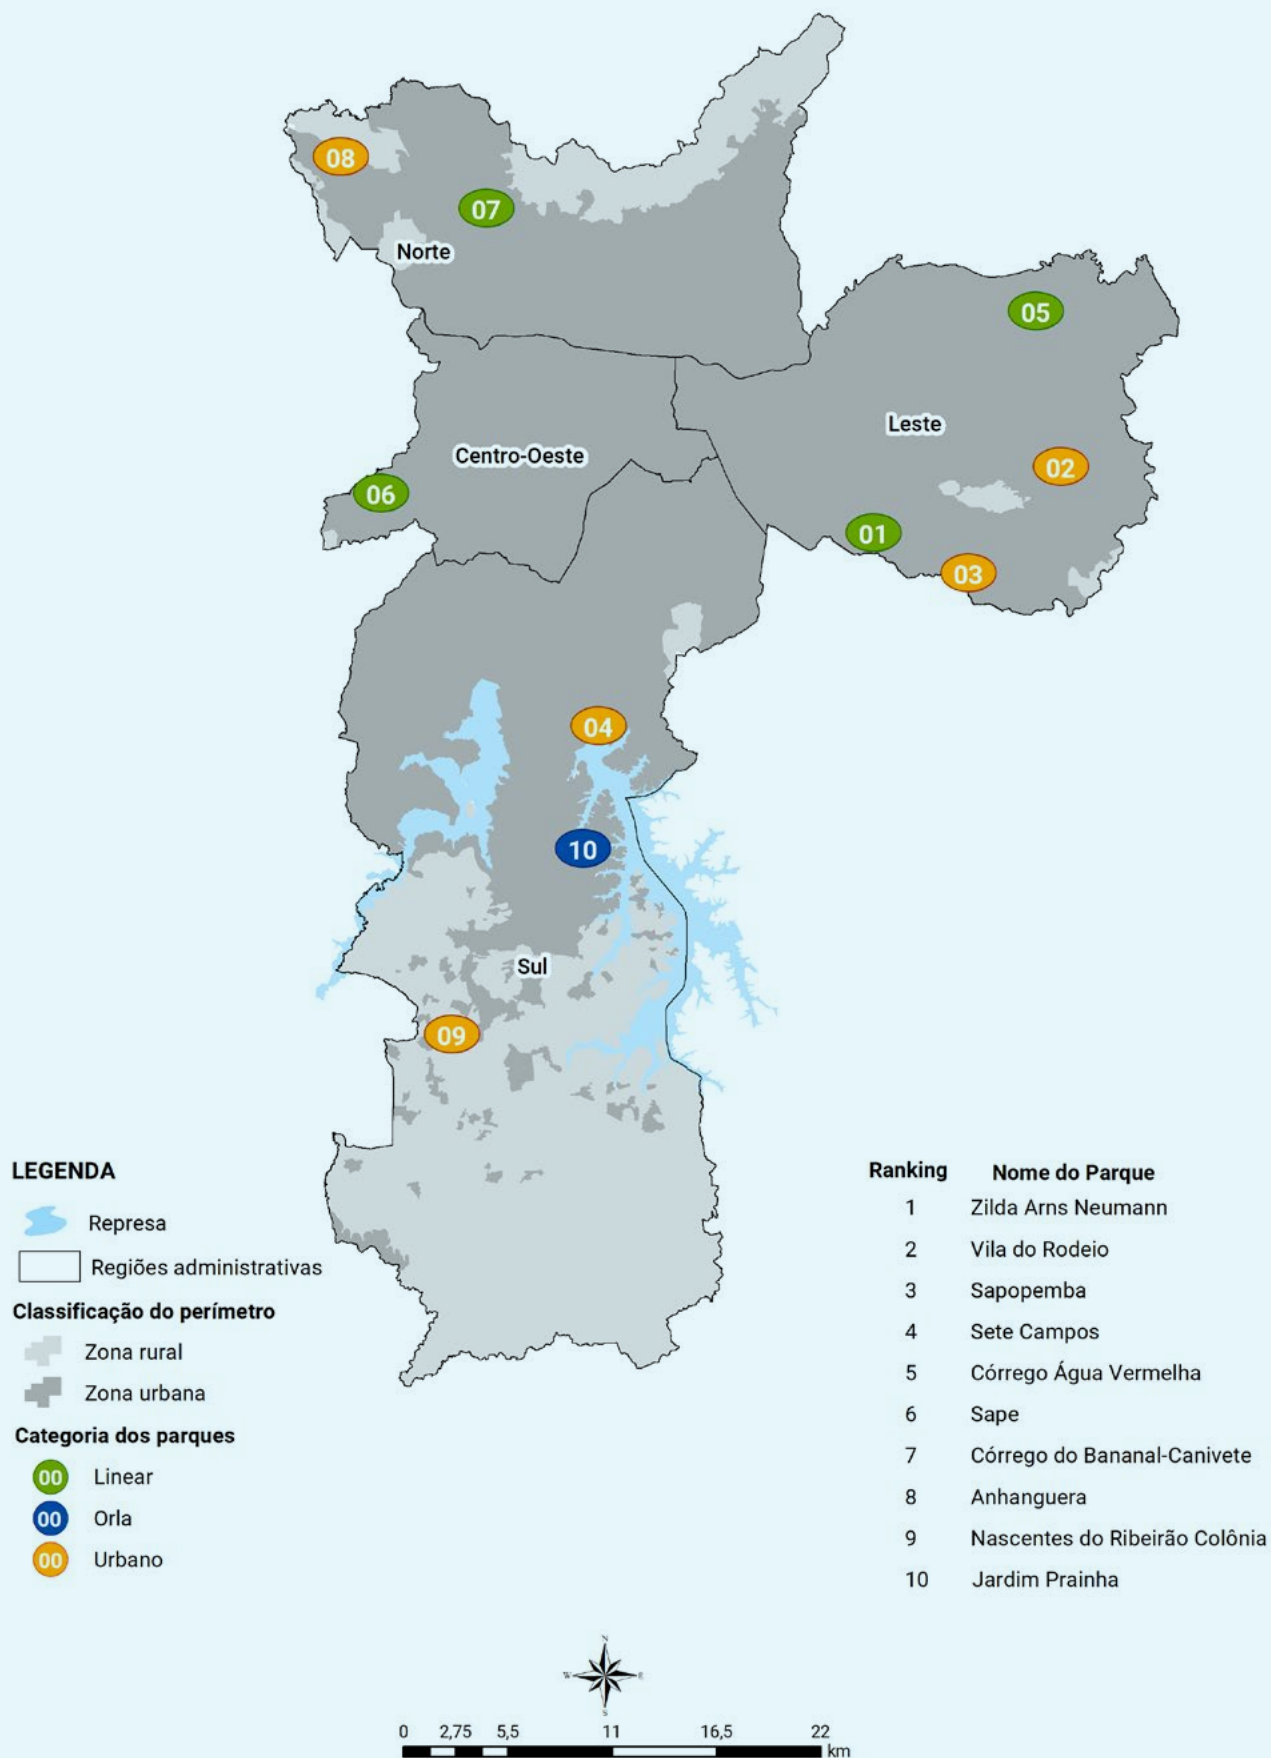 08
07
Norte
05
Leste
Centro-Oeste
02
06
01
03
04
10
Sul
09
LEGENDA
Represa
Regiões administrativas
Classificação do perímetro
Zona rural
Zona urbana
Categoria dos parques
00 Linear
00 Orla
00 Urbano
Ranking Nome do Parque
1 Zilda Arns Neumann
2 Vila do Rodeio
3 Sapopemba
4 Sete Campos
5 Córrego Água Vermelha
6 Sape
7 Córrego do Bananal-Canivete
8 Anhanguera
9 Nascentes do Ribeirão Colônia
10 Jardim Prainha
N
W E
S
0 2,75 5,5 11 16,5 22
km